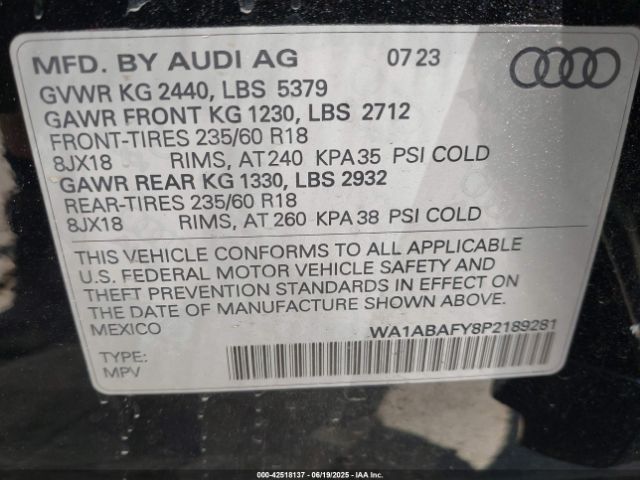 MFD. BY AUDI AG 07 23
GVWR KG 2440, LBS 5379
GAWR FRONT KG 1230, LBS 2712
FRONT-TIRES 235/60 R18
8JX18 RIMS, AT 240 KPA 35 PSI COLD
GAWR REAR KG 1330, LBS 2932
REAR-TIRES 235/60 R18
8JX18 RIMS, AT 260 KPA 38 PSI COLD
THIS VEHICLE CONFORMS TO ALL APPLICABLE
U.S. FEDERAL MOTOR VEHICLE SAFETY AND
THEFT PREVENTION STANDARDS IN EFFECT ON
THE DATE OF MANUFACTURE SHOWN ABOVE.
MEXICO WA1ABAFY8P2189281
TYPE:
MPV
000-42518137 - 06/19/2025 - IAAI.COM